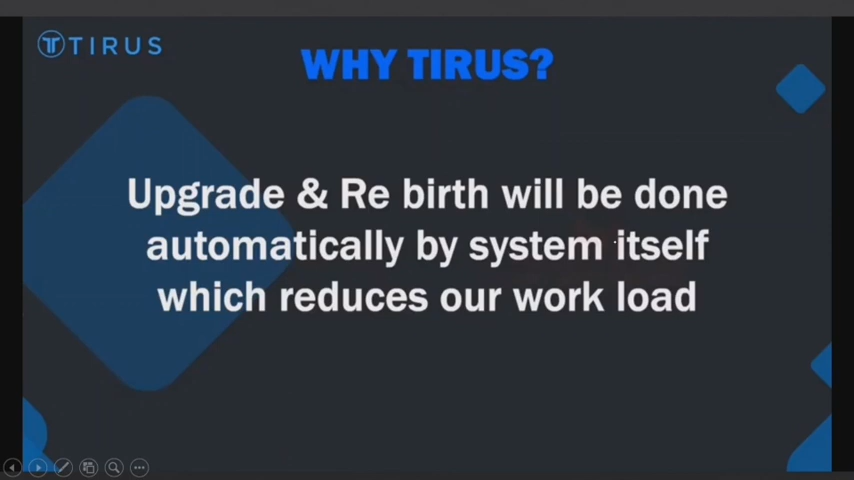 TIRUS
WHY TIRUS?
Upgrade & Re birth will be done
automatically by system itself
which reduces our work load